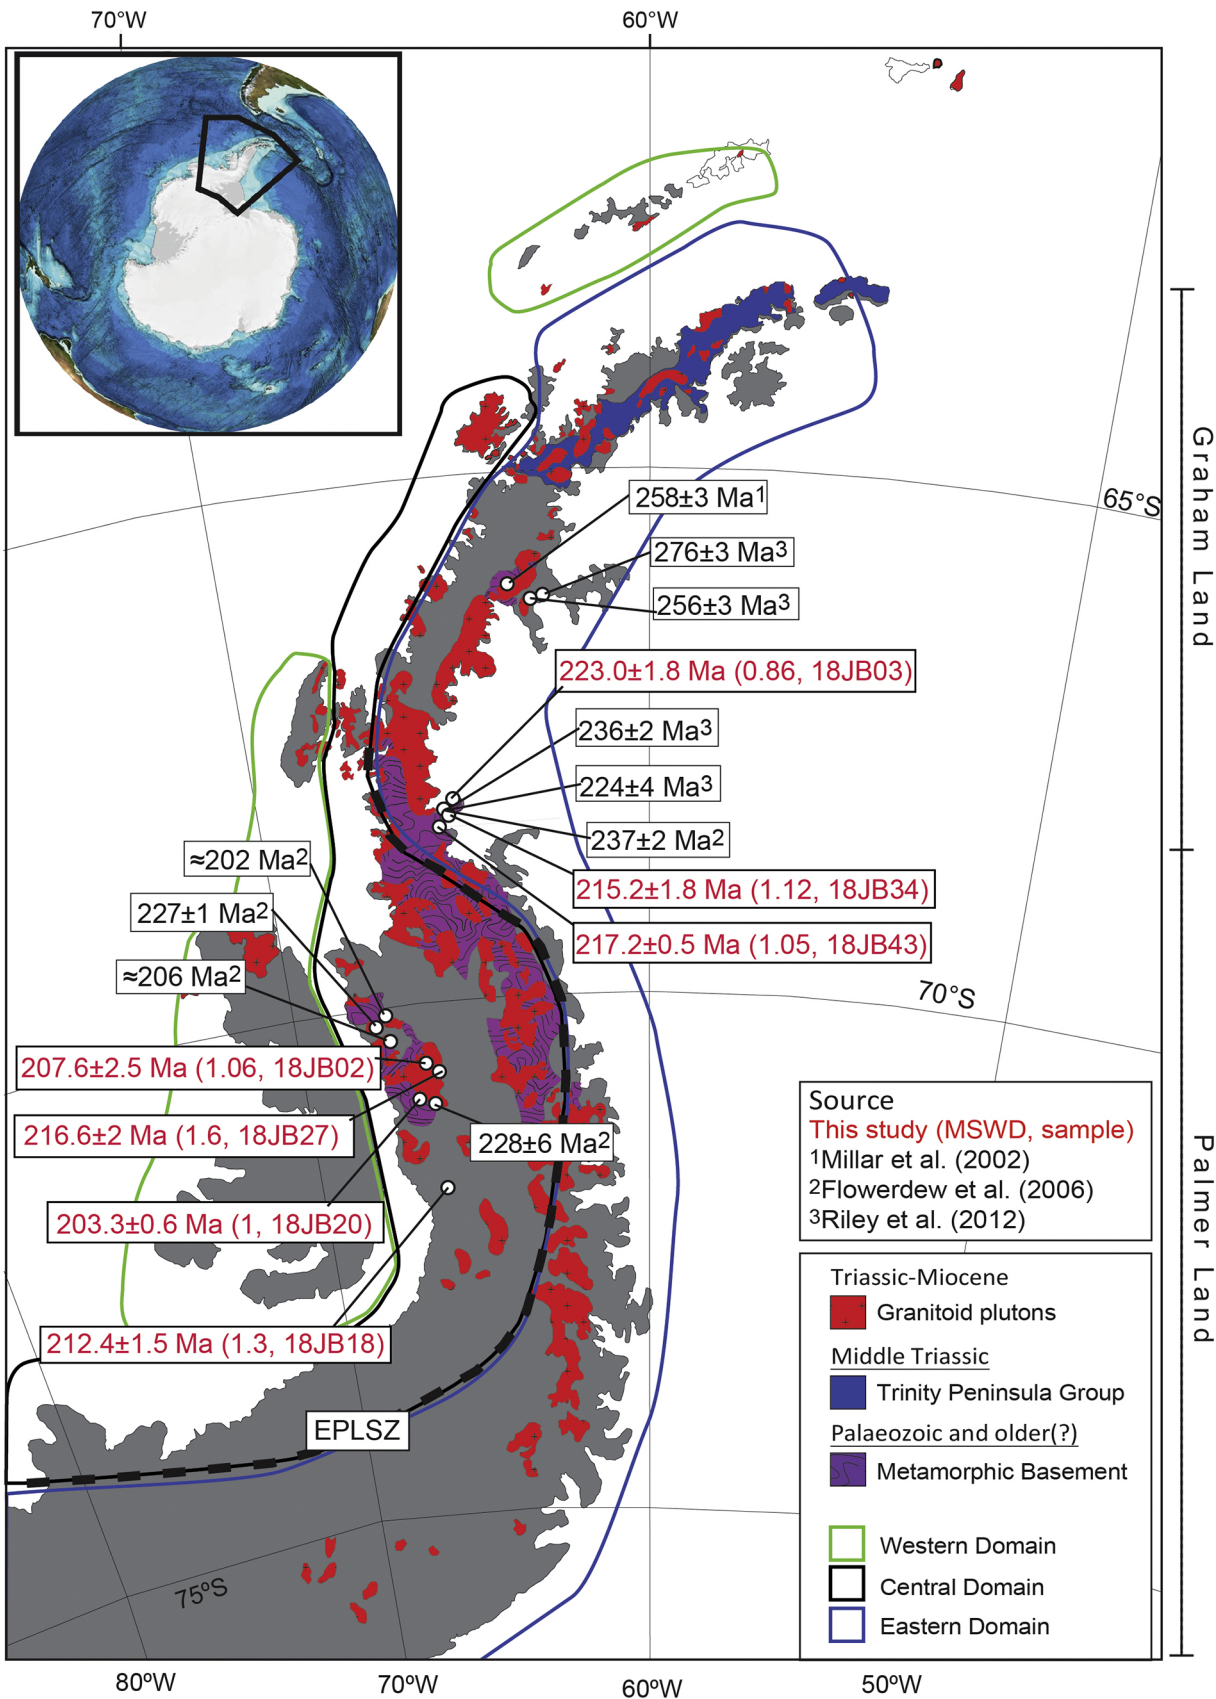 70°W
60°W
65°S
258±3 Ma1
276±3 Ma3
256±3 Ma3
223.0±1.8 Ma (0.86, 18JB03)
236±2 Ma3
224±4 Ma3
237±2 Ma2
≈202 Ma2
215.2±1.8 Ma (1.12, 18JB34)
227±1 Ma2
217.2±0.5 Ma (1.05, 18JB43)
≈206 Ma2
70°S
207.6±2.5 Ma (1.06, 18JB02)
216.6±2 Ma (1.6, 18JB27)
228±6 Ma2
203.3±0.6 Ma (1, 18JB20)
212.4±1.5 Ma (1.3, 18JB18)
EPLSZ
75ºS
Graham Land
Palmer Land
Source
This study (MSWD, sample)
1Millar et al. (2002)
2Flowerdew et al. (2006)
3Riley et al. (2012)
Triassic-Miocene
Granitoid plutons
Middle Triassic
Trinity Peninsula Group
Palaeozoic and older(?)
Metamorphic Basement
Western Domain
Central Domain
Eastern Domain
80ºW
70ºW
60ºW
50ºW